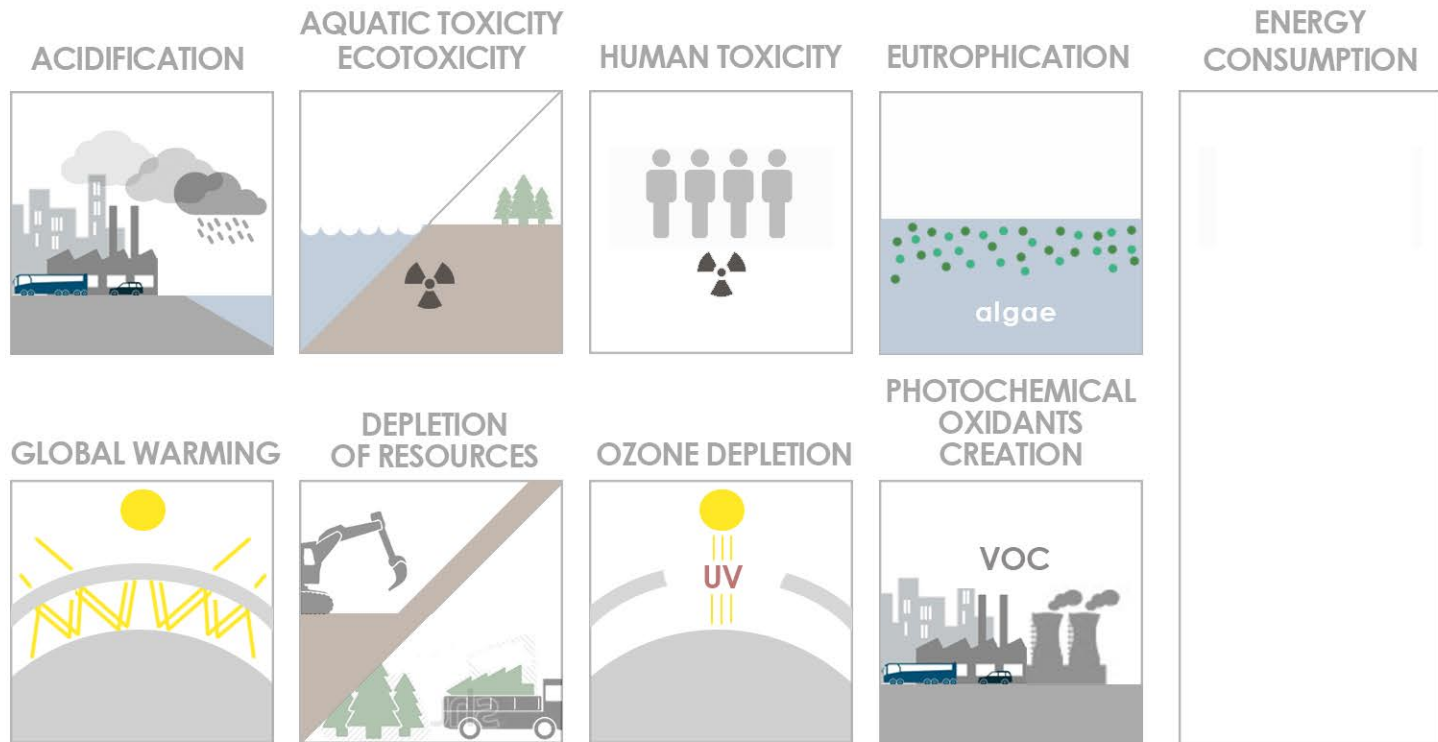 ACIDIFICATION
AQUATIC TOXICITY
ECOTOXICITY
HUMAN TOXICITY
EUTROPHICATION
ENERGY
CONSUMPTION
algae
GLOBAL WARMING
DEPLETION
OF RESOURCES
OZONE DEPLETION
PHOTOCHEMICAL
OXIDANTS
CREATION
UV
VOC